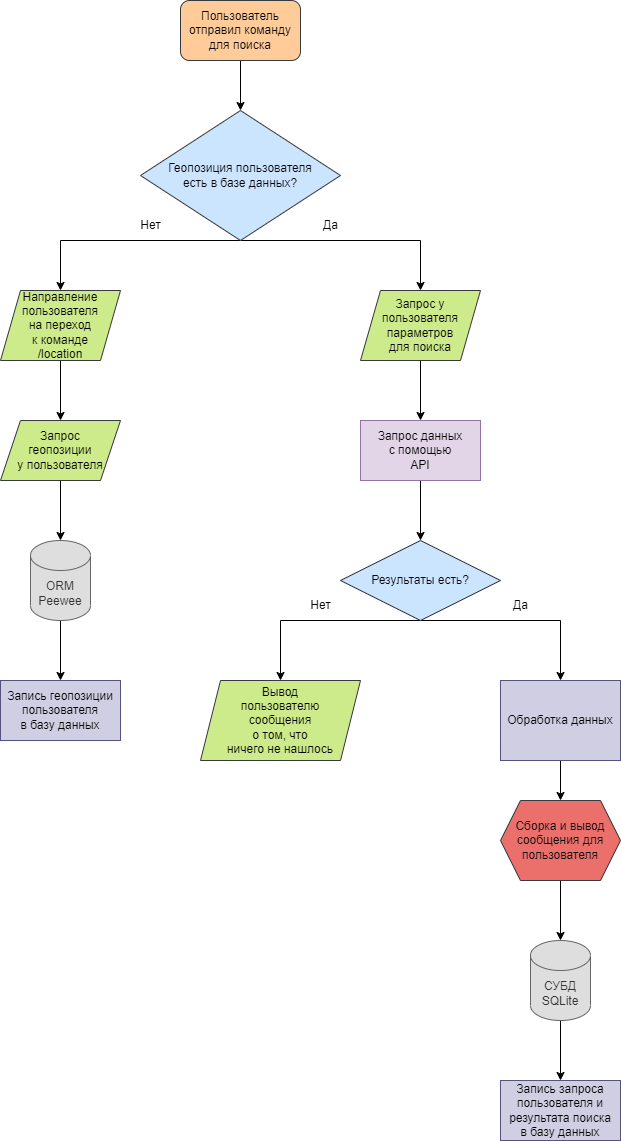 Пользователь
отправил команду
для поиска
Геопозиция пользователя
есть в базе данных?
Нет
Да
Направление
пользователя
на переход
к команде
/location
Запрос у
пользователя
параметров
для поиска
Запрос
геопозиции
у пользователя
Запрос данных
с помощью
API
ORM
Peewee
Результаты есть?
Нет
Да
Запись геопозиции
пользователя
в базу данных
Вывод
пользователю
сообщения
о том, что
ничего не нашлось
Обработка данных
Сборка и вывод
сообщения для
пользователя
СУБД
SQLite
Запись запроса
пользователя и
результата поиска
в базу данных